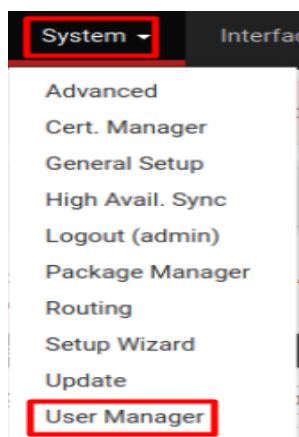 System Interfa
Advanced
Cert. Manager
General Setup
High Avail. Sync
Logout (admin)
Package Manager
Routing
Setup Wizard
Update
User Manager